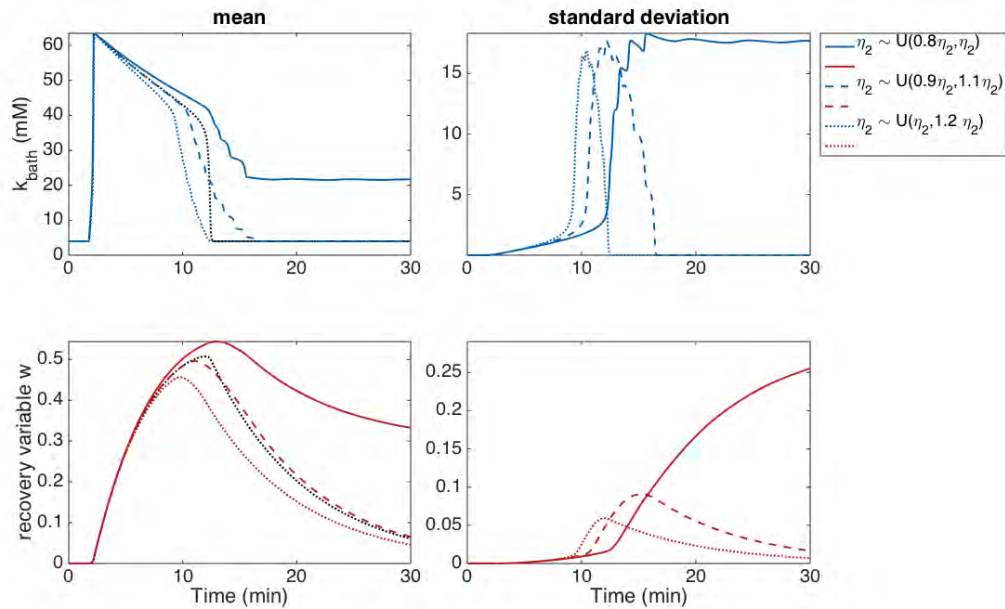 mean
standard deviation
60
50
40
30
20
10
0
k_bath (mM)
0 10 20 30
15
10
5
0 10 20 30
η₂ ~ U(0.8η₂,η₂)
η₂ ~ U(0.9η₂,1.1η₂)
η₂ ~ U(η₂,1.2 η₂)
0.5
0.4
0.3
0.2
0.1
0
recovery variable w
0 10 20 30
Time (min)
0.25
0.2
0.15
0.1
0.05
0
0 10 20 30
Time (min)